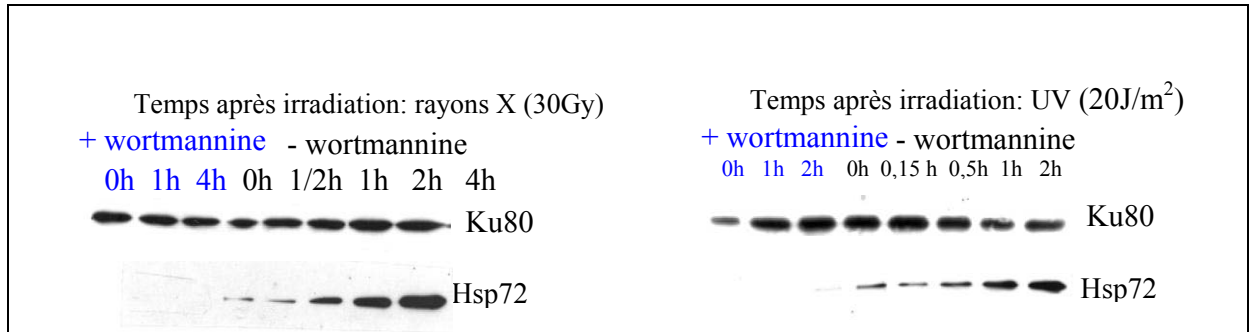 Temps après irradiation: rayons X (30Gy)
+ wortmannine - wortmannine
0h 1h 4h 0h 1/2h 1h 2h 4h
Ku80
Hsp72
Temps après irradiation: UV (20J/m²)
+ wortmannine - wortmannine
0h 1h 2h 0h 0,15 h 0,5h 1h 2h
Ku80
Hsp72